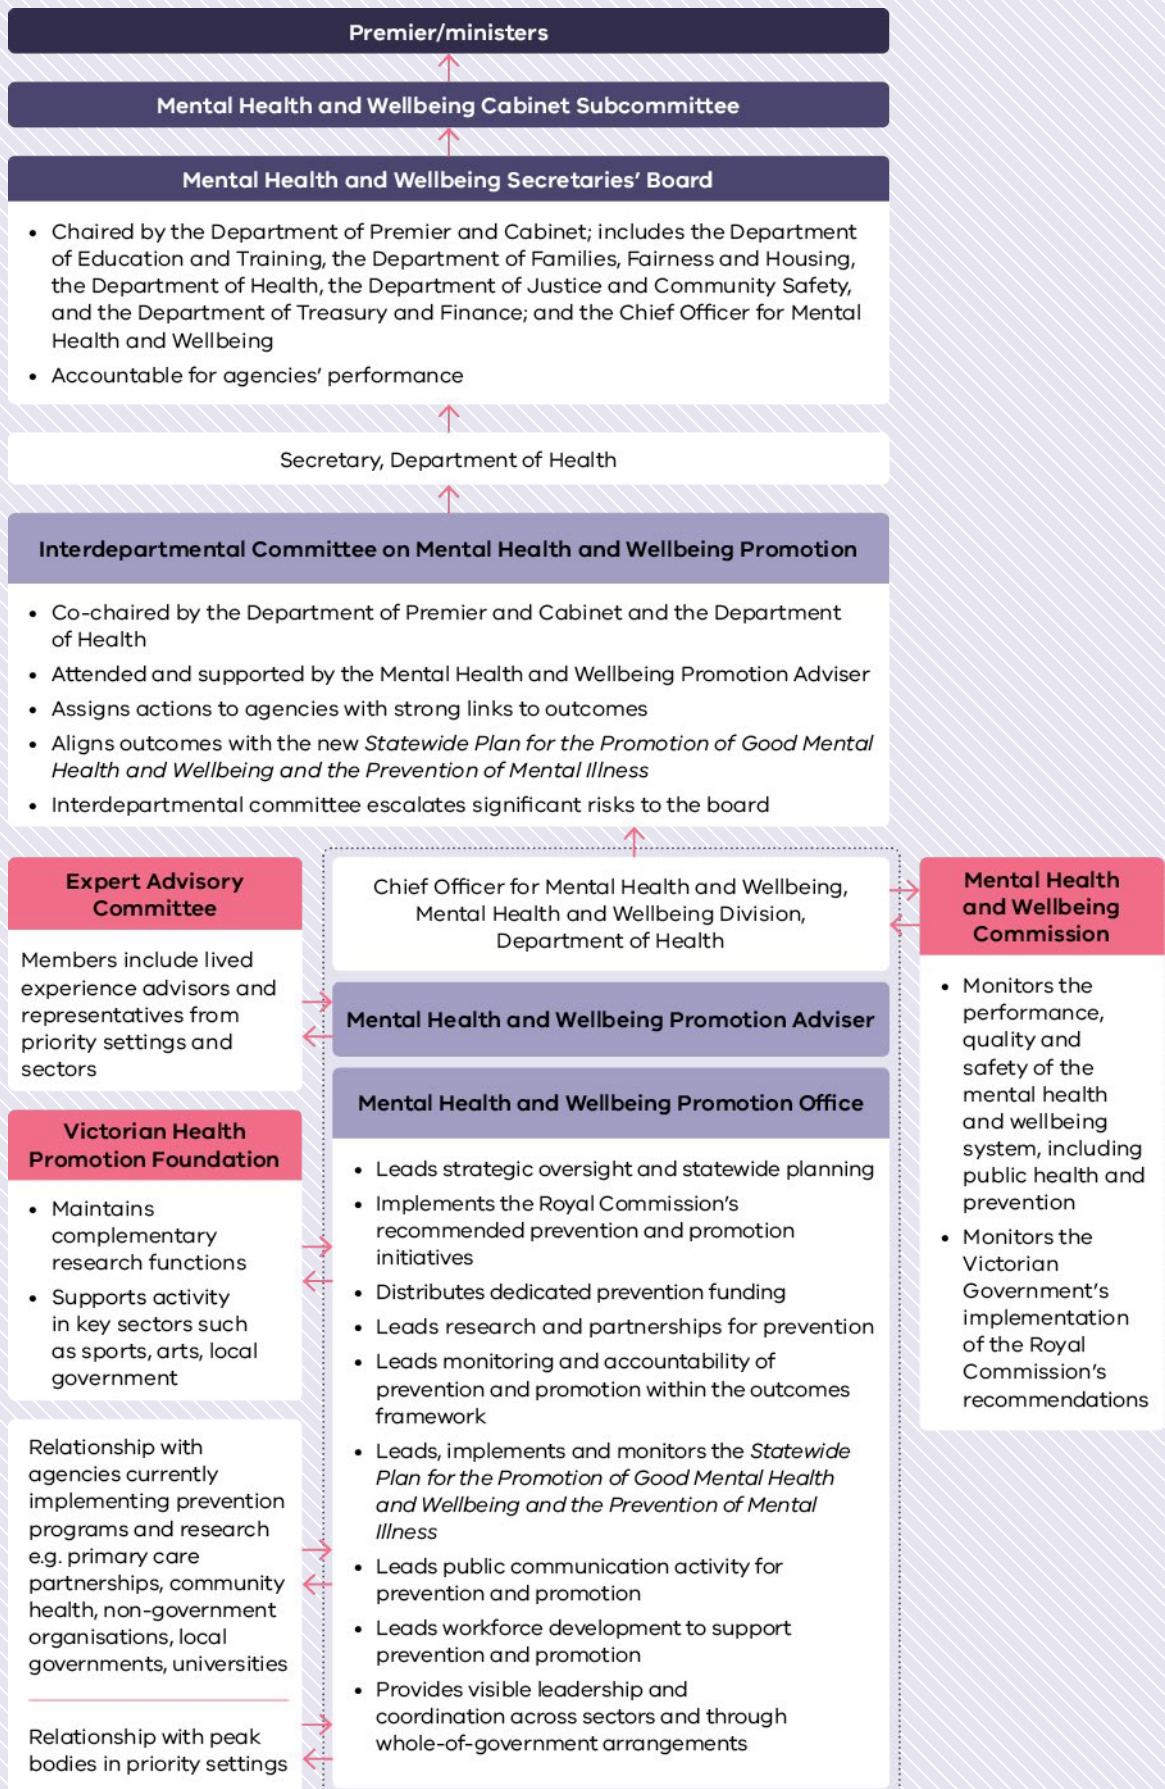 Premier/ministers
Mental Health and Wellbeing Cabinet Subcommittee
Mental Health and Wellbeing Secretaries’ Board
• Chaired by the Department of Premier and Cabinet; includes the Department
of Education and Training, the Department of Families, Fairness and Housing,
the Department of Health, the Department of Justice and Community Safety,
and the Department of Treasury and Finance; and the Chief Officer for Mental
Health and Wellbeing
• Accountable for agencies’ performance
Secretary, Department of Health
Interdepartmental Committee on Mental Health and Wellbeing Promotion
• Co-chaired by the Department of Premier and Cabinet and the Department
of Health
• Attended and supported by the Mental Health and Wellbeing Promotion Adviser
• Assigns actions to agencies with strong links to outcomes
• Aligns outcomes with the new Statewide Plan for the Promotion of Good Mental
Health and Wellbeing and the Prevention of Mental Illness
• Interdepartmental committee escalates significant risks to the board
Expert Advisory
Committee
Members include lived
experience advisors and
representatives from
priority settings and
sectors
Victorian Health
Promotion Foundation
• Maintains
complementary
research functions
• Supports activity
in key sectors such
as sports, arts, local
government
Relationship with
agencies currently
implementing prevention
programs and research
e.g. primary care
partnerships, community
health, non-government
organisations, local
governments, universities
Relationship with peak
bodies in priority settings
Chief Officer for Mental Health and Wellbeing,
Mental Health and Wellbeing Division,
Department of Health
Mental Health and Wellbeing Promotion Adviser
Mental Health and Wellbeing Promotion Office
• Leads strategic oversight and statewide planning
• Implements the Royal Commission’s
recommended prevention and promotion
initiatives
• Distributes dedicated prevention funding
• Leads research and partnerships for prevention
• Leads monitoring and accountability of
prevention and promotion within the outcomes
framework
• Leads, implements and monitors the Statewide
Plan for the Promotion of Good Mental Health
and Wellbeing and the Prevention of Mental
Illness
• Leads public communication activity for
prevention and promotion
• Leads workforce development to support
prevention and promotion
• Provides visible leadership and
coordination across sectors and through
whole-of-government arrangements
Mental Health
and Wellbeing
Commission
• Monitors the
performance,
quality and
safety of the
mental health
and wellbeing
system, including
public health and
prevention
• Monitors the
Victorian
Government’s
implementation
of the Royal
Commission’s
recommendations